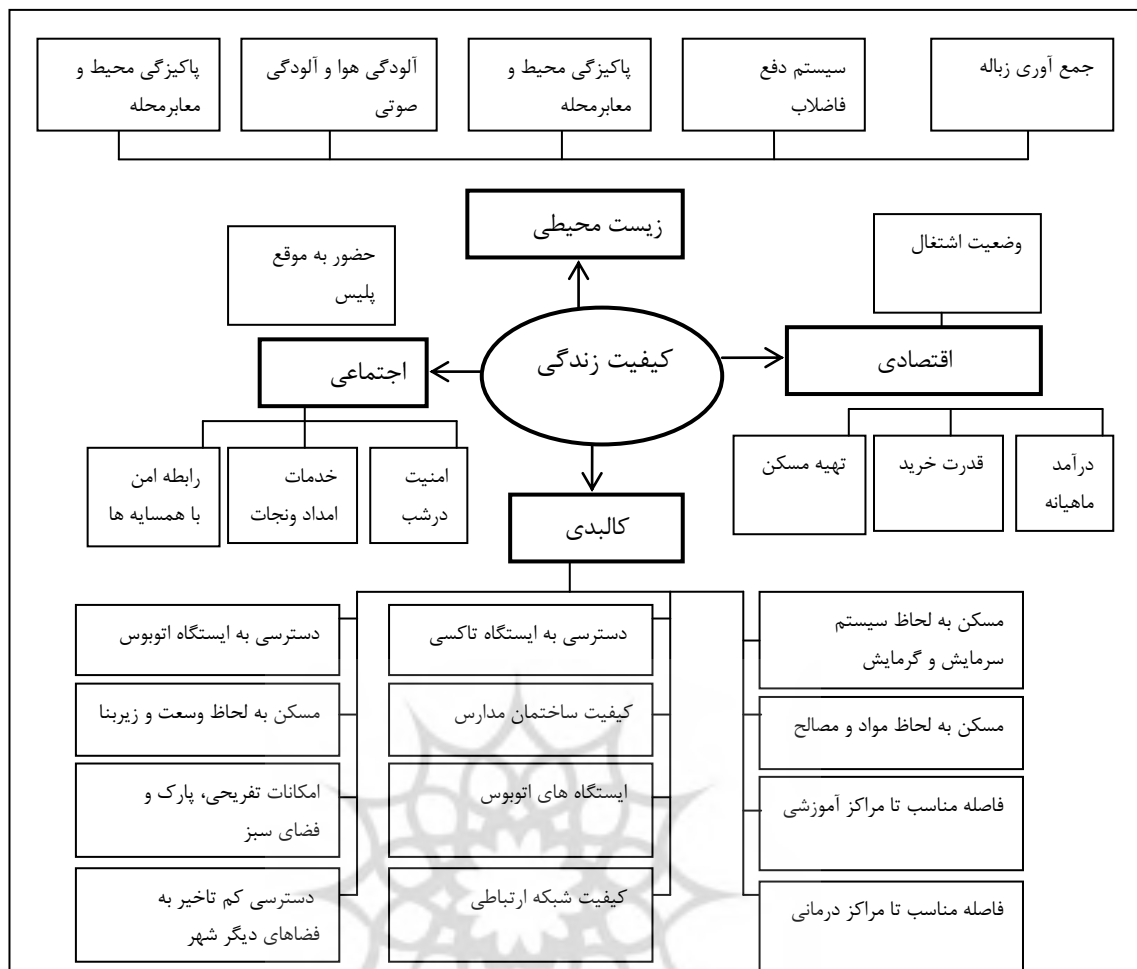 جمع آوری زباله
سیستم دفع
فاضلاب
پاکیزگی محیط و
معابرمحله
آلودگی هوا و آلودگی
صوتی
پاکیزگی محیط و
معابرمحله
زیست محیطی
وضعیت اشتغال
حضور به موقع
پلیس
کیفیت زندگی
اقتصادی
اجتماعی
درآمد
ماهیانه
قدرت خرید
تهیه مسکن
امنیت
درشب
خدمات
امداد ونجات
رابطه امن
با همسایه ها
کالبدی
مسکن به لحاظ سیستم
سرمایش و گرمایش
دسترسی به ایستگاه تاکسی
دسترسی به ایستگاه اتوبوس
مسکن به لحاظ مواد و مصالح
کیفیت ساختمان مدارس
مسکن به لحاظ وسعت و زیربنا
فاصله مناسب تا مراکز آموزشی
ایستگاه های اتوبوس
امکانات تفریحی، پارک و
فضای سبز
فاصله مناسب تا مراکز درمانی
کیفیت شبکه ارتباطی
دسترسی کم تاخیر به
فضاهای دیگر شهر